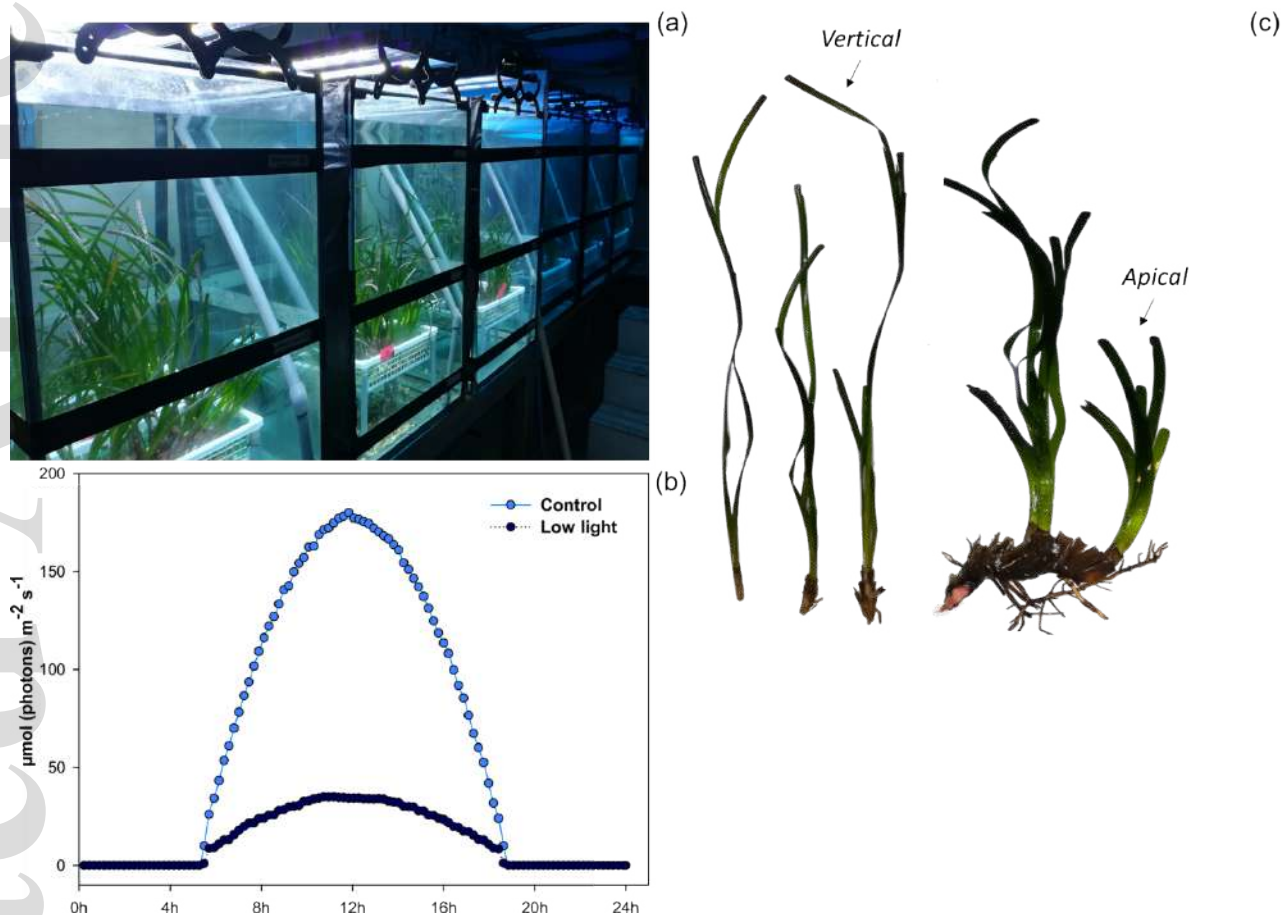 (a)
(c)
Vertical
Apical
(b)
200
150
100
50
0
µmol (photons) m⁻² s⁻¹
Control
Low light
0h 4h 8h 12h 16h 20h 24h